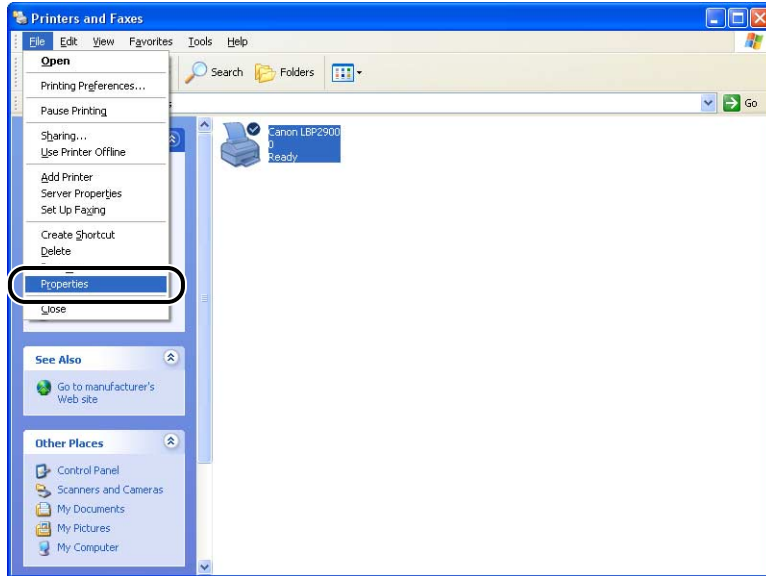 Printers and Faxes
File Edit View Favorites Tools Help
Search Folders
Go
Open
Printing Preferences...
Pause Printing
Sharing...
Use Printer Offline
Add Printer
Server Properties
Set Up Faxing
Create Shortcut
Delete
Properties
Close
See Also
Go to manufacturer's
Web site
Other Places
Control Panel
Scanners and Cameras
My Documents
My Pictures
My Computer
Canon LBP2900
0
Ready